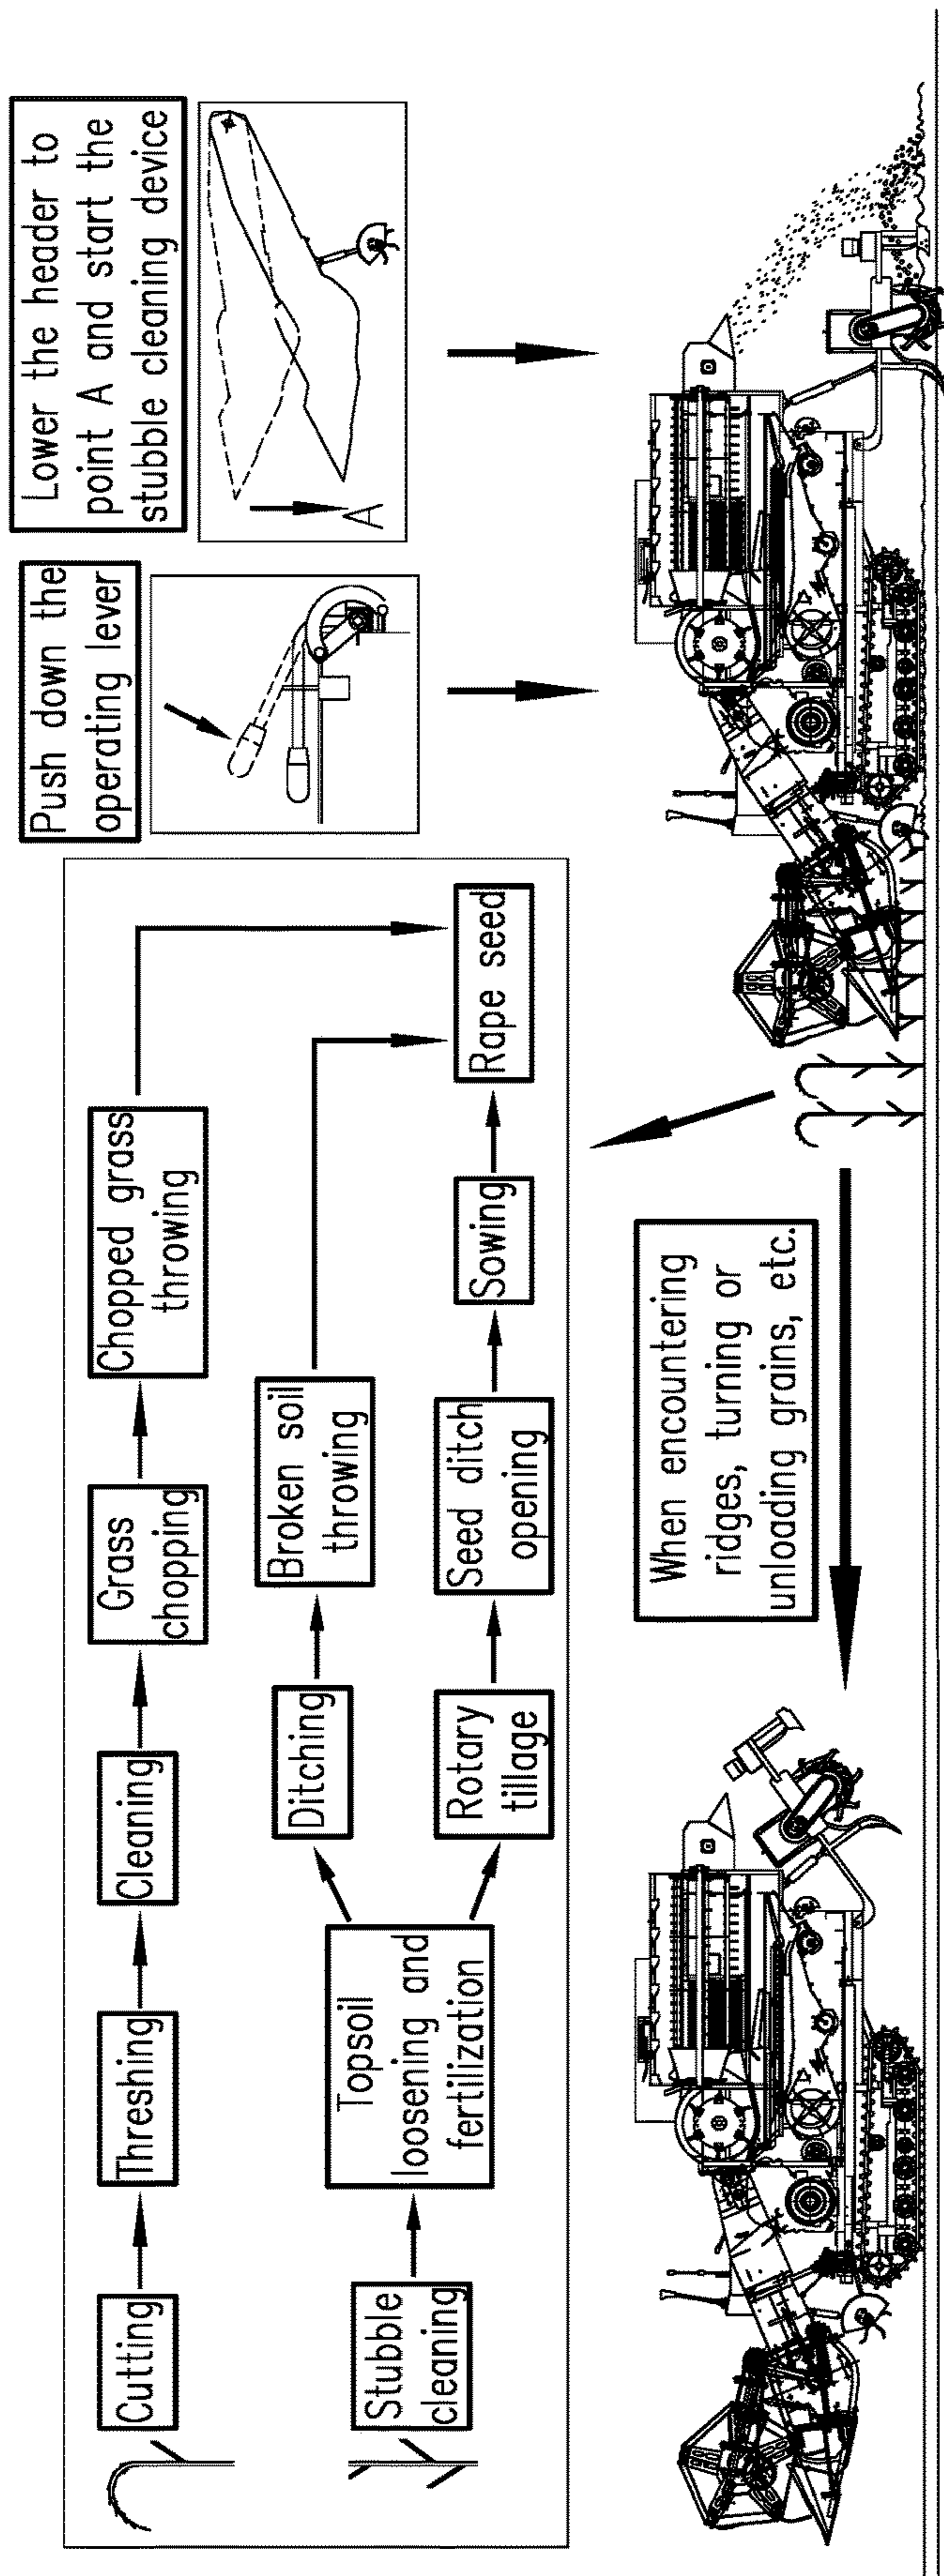 Cutting
Threshing
Cleaning
Grass
chopping
Chopped grass
throwing
Stubble
cleaning
Topsoil
loosening and
fertilization
Ditching
Broken soil
throwing
Rotary
tillage
Seed ditch
opening
Sowing
Rape seed
Push down the
operating lever
Lower the header to
point A and start the
stubble cleaning device
A
When encountering
ridges, turning or
unloading grains, etc.